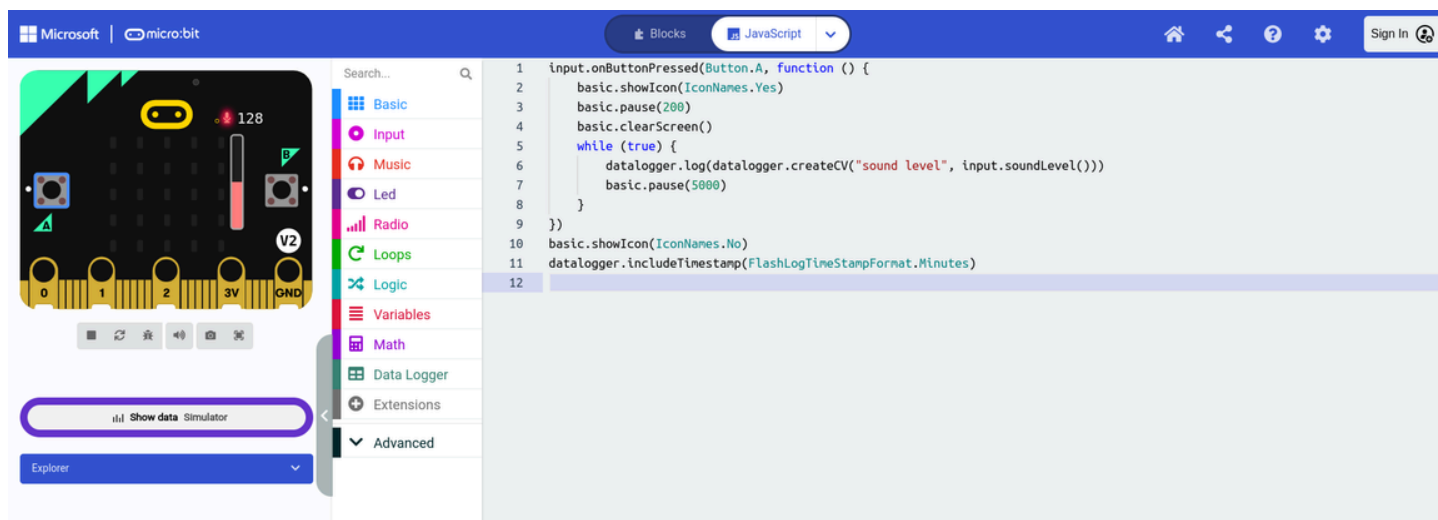 Microsoft | micro:bit
Blocks
JavaScript
Sign In
128
B
A
V2
0 1 2 3V GND
Show data Simulator
Explorer
Search...
Basic
Input
Music
Led
Radio
Loops
Logic
Variables
Math
Data Logger
Extensions
Advanced
1 input.onButtonPressed(Button.A, function () {
2     basic.showIcon(IconNames.Yes)
3     basic.pause(200)
4     basic.clearScreen()
5     while (true) {
6         datalogger.log(datalogger.createCV("sound level", input.soundLevel()))
7         basic.pause(5000)
8     }
9 })
10 basic.showIcon(IconNames.No)
11 datalogger.includeTimestamp(FlashLogTimeStampFormat.Minutes)
12